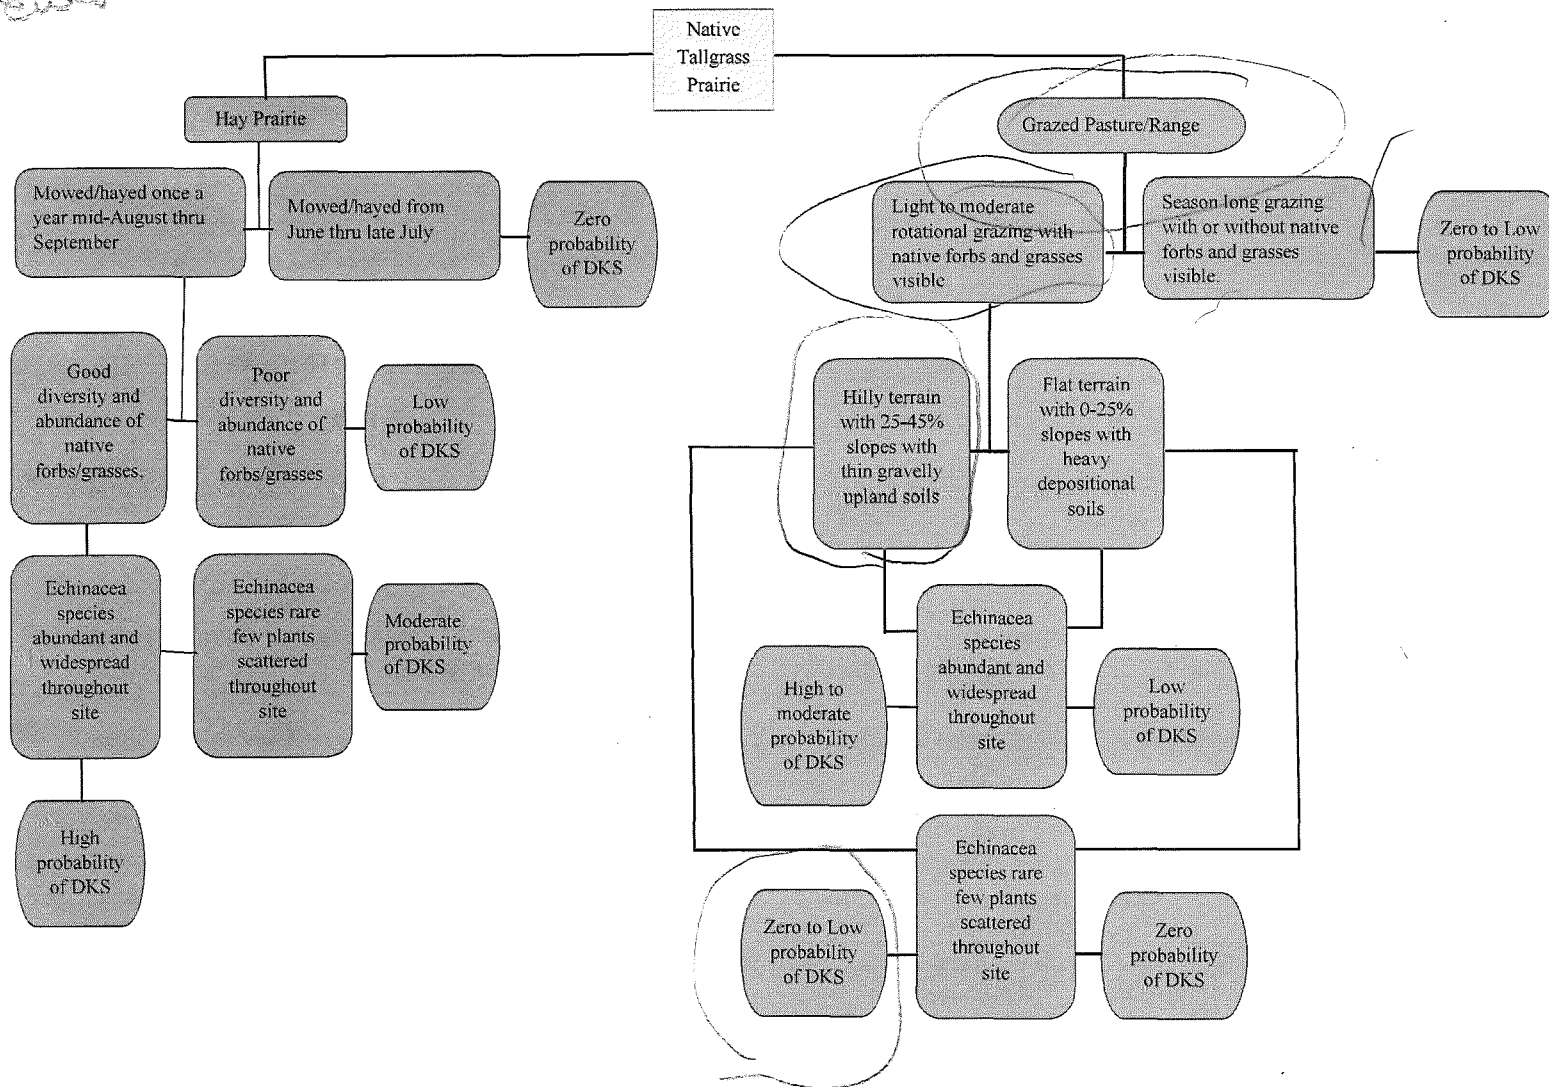 Native
Tallgrass
Prairie
Hay Prairie
Grazed Pasture/Range
Mowed/hayed once a
year mid-August thru
September
Mowed/hayed from
June thru late July
Zero
probability
of DKS
Light to moderate
rotational grazing with
native forbs and grasses
visible
Season long grazing
with or without native
forbs and grasses
visible.
Zero to Low
probability
of DKS
Good
diversity and
abundance of
native
forbs/grasses.
Poor
diversity and
abundance of
native
forbs/grasses
Low
probability
of DKS
Hilly terrain
with 25-45%
slopes with
thin gravelly
upland soils
Flat terrain
with 0-25%
slopes with
heavy
depositional
soils
Echinacea
species
abundant and
widespread
throughout
site
Echinacea
species rare
few plants
scattered
throughout
site
Moderate
probability
of DKS
High
probability
of DKS
High to
moderate
probability
of DKS
Echinacea
species
abundant and
widespread
throughout
site
Low
probability
of DKS
Zero to Low
probability
of DKS
Echinacea
species rare
few plants
scattered
throughout
site
Zero
probability
of DKS